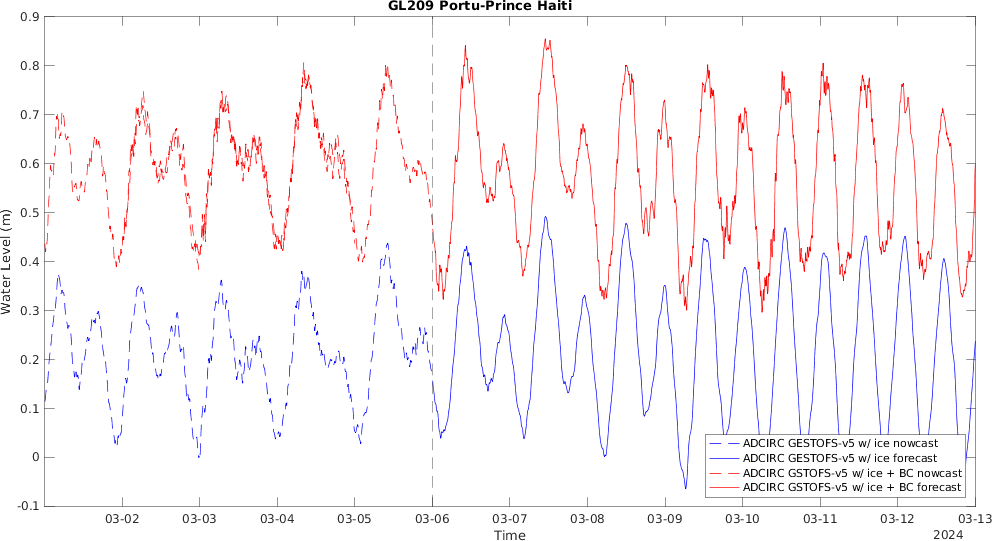 GL209 Portu-Prince Haiti
Water Level (m)
0.9
0.8
0.7
0.6
0.5
0.4
0.3
0.2
0.1
0
-0.1
03-02 03-03 03-04 03-05 03-06 03-07 03-08 03-09 03-10 03-11 03-12 03-13
Time
2024
ADCIRC GESTOFS-v5 w/ ice nowcast
ADCIRC GESTOFS-v5 w/ ice forecast
ADCIRC GSTOFS-v5 w/ ice + BC nowcast
ADCIRC GSTOFS-v5 w/ ice + BC forecast